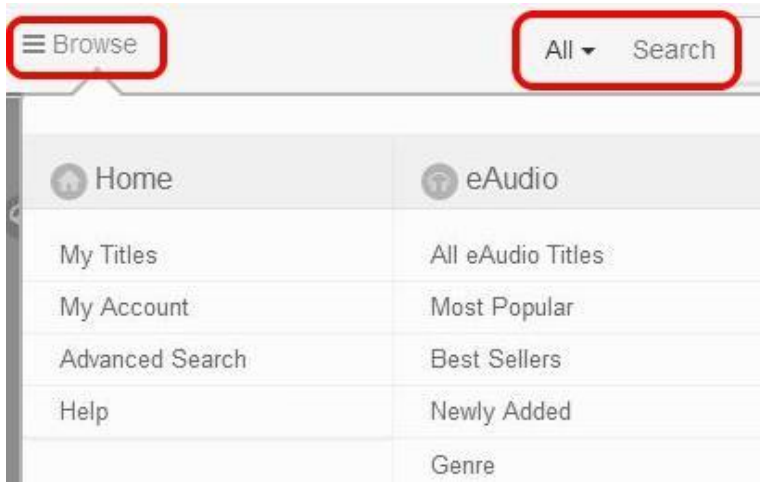 Browse
All Search
Home
My Titles
My Account
Advanced Search
Help
eAudio
All eAudio Titles
Most Popular
Best Sellers
Newly Added
Genre